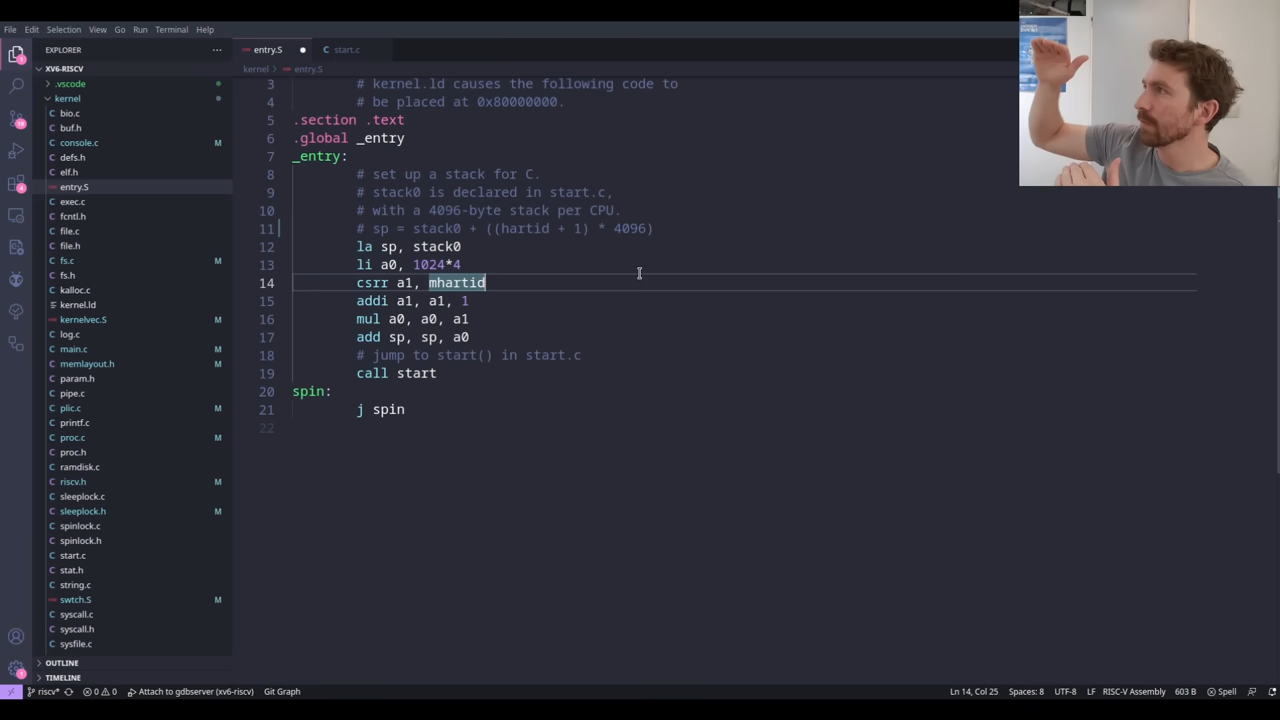 File Edit Selection View Go Run Terminal Help
EXPLORER ···
XV6-RISCV
.vscode
kernel
bio.c
buf.h
console.c M
defs.h
elf.h
entry.S
exec.c
fcntl.h
file.c
file.h
fs.c M
fs.h
kalloc.c
kernel.ld
kernelvec.S M
log.c
main.c M
memlayout.h M
param.h
pipe.c
plic.c M
printf.c
proc.c M
proc.h
ramdisk.c
riscv.h M
sleeplock.c
sleeplock.h M
spinlock.c
spinlock.h
start.c
stat.h
string.c
swtch.S M
syscall.c
syscall.h
sysfile.c
OUTLINE
TIMELINE
entry.S
start.c
kernel > entry.S
3 # kernel.ld causes the following code to
4 # be placed at 0x80000000.
5 .section .text
6 .global _entry
7 _entry:
8 # set up a stack for C.
9 # stack0 is declared in start.c,
10 # with a 4096-byte stack per CPU.
11 # sp = stack0 + ((hartid + 1) * 4096)
12 la sp, stack0
13 li a0, 1024*4
14 csrr a1, mhartid
15 addi a1, a1, 1
16 mul a0, a0, a1
17 add sp, sp, a0
18 # jump to start() in start.c
19 call start
20 spin:
21 j spin
22
riscv* 0 0 Attach to gdbserver (xv6-riscv) Git Graph Ln 14, Col 25 Spaces: 8 UTF-8 LF RISC-V Assembly 603 B Spell